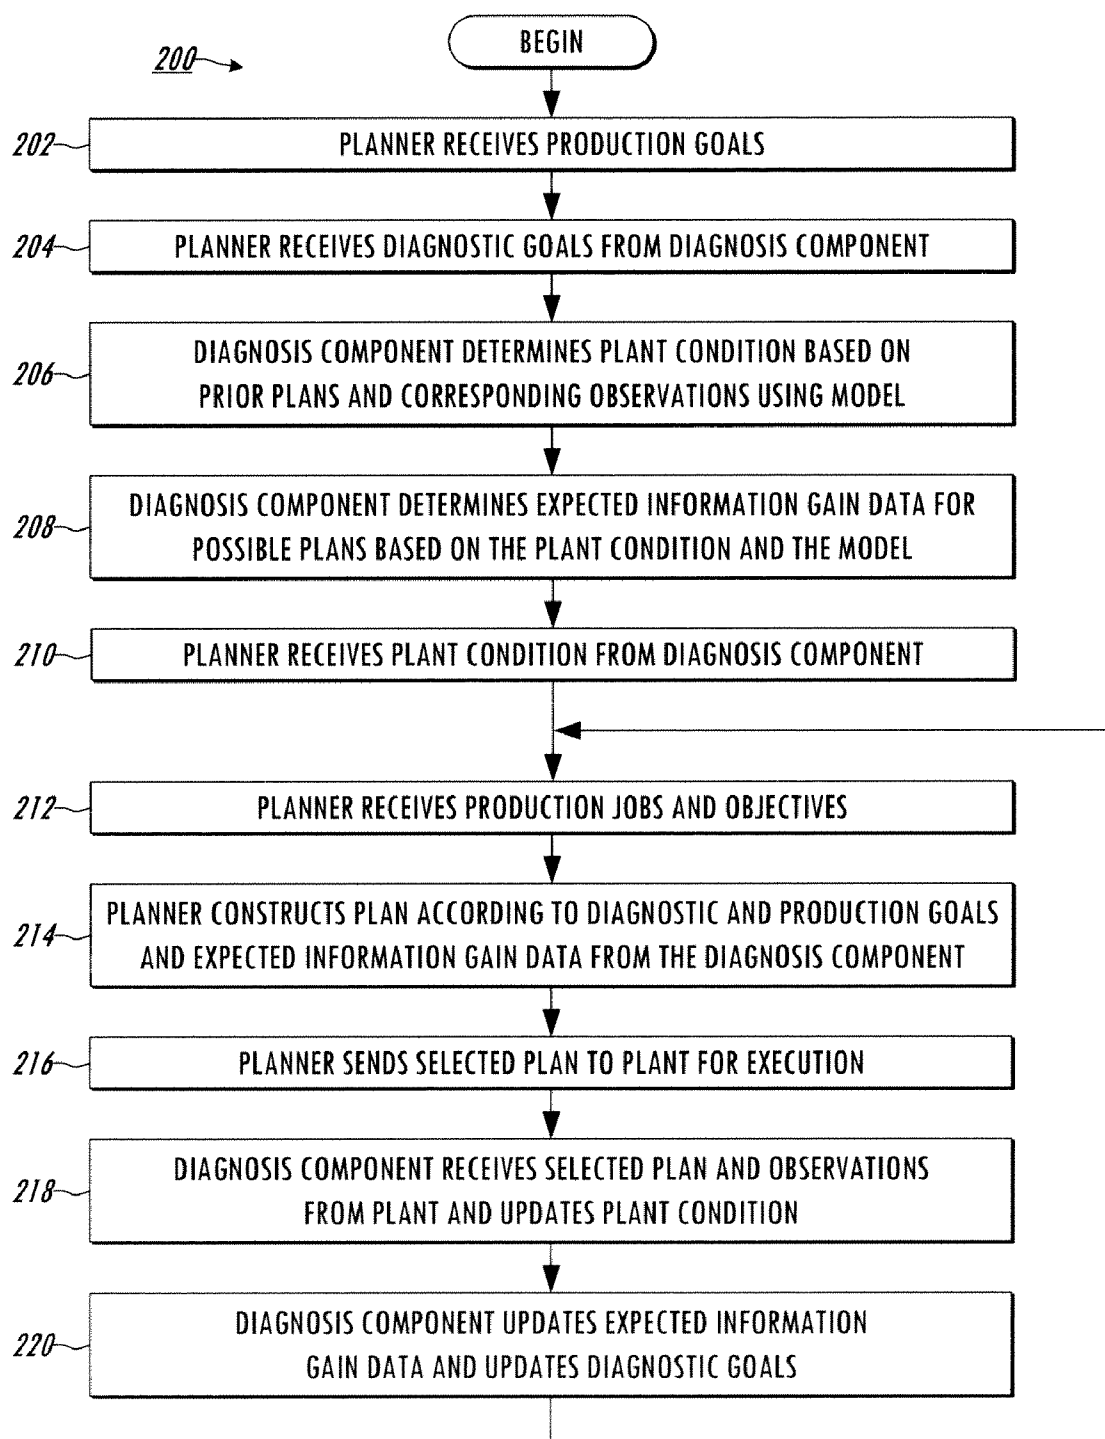 BEGIN
200
202
PLANNER RECEIVES PRODUCTION GOALS
204
PLANNER RECEIVES DIAGNOSTIC GOALS FROM DIAGNOSIS COMPONENT
206
DIAGNOSIS COMPONENT DETERMINES PLANT CONDITION BASED ON
PRIOR PLANS AND CORRESPONDING OBSERVATIONS USING MODEL
208
DIAGNOSIS COMPONENT DETERMINES EXPECTED INFORMATION GAIN DATA FOR
POSSIBLE PLANS BASED ON THE PLANT CONDITION AND THE MODEL
210
PLANNER RECEIVES PLANT CONDITION FROM DIAGNOSIS COMPONENT
212
PLANNER RECEIVES PRODUCTION JOBS AND OBJECTIVES
214
PLANNER CONSTRUCTS PLAN ACCORDING TO DIAGNOSTIC AND PRODUCTION GOALS
AND EXPECTED INFORMATION GAIN DATA FROM THE DIAGNOSIS COMPONENT
216
PLANNER SENDS SELECTED PLAN TO PLANT FOR EXECUTION
218
DIAGNOSIS COMPONENT RECEIVES SELECTED PLAN AND OBSERVATIONS
FROM PLANT AND UPDATES PLANT CONDITION
220
DIAGNOSIS COMPONENT UPDATES EXPECTED INFORMATION
GAIN DATA AND UPDATES DIAGNOSTIC GOALS